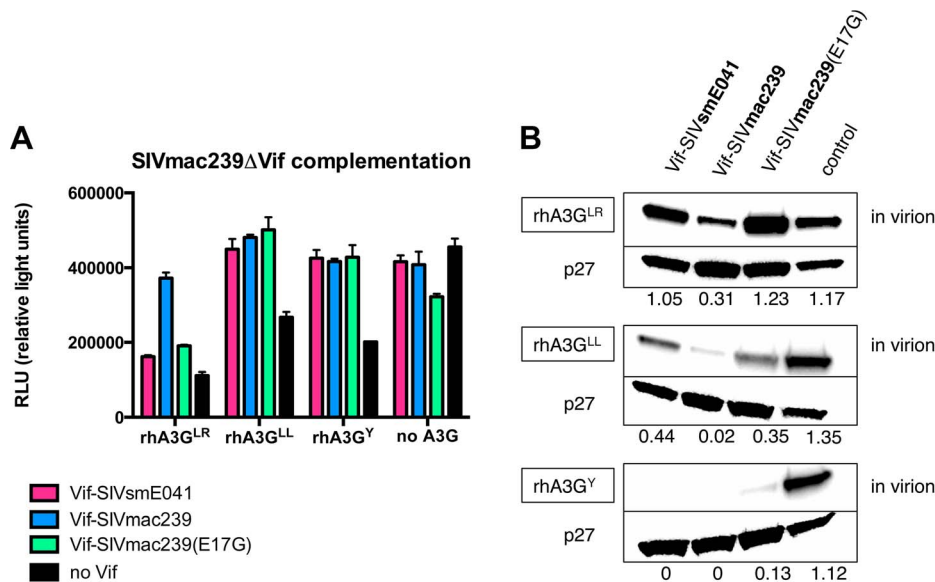 A
SIVmac239ΔVif complementation
RLU (relative light units)
600000
400000
200000
0
rhA3G^LR rhA3G^LL rhA3G^Y no A3G
Vif-SIVsmE041
Vif-SIVmac239
Vif-SIVmac239(E17G)
no Vif
B
Vif-SIVsmE041
Vif-SIVmac239
Vif-SIVmac239(E17G)
control
rhA3G^LR in virion
p27
1.05 0.31 1.23 1.17
rhA3G^LL in virion
p27
0.44 0.02 0.35 1.35
rhA3G^Y in virion
p27
0 0 0.13 1.12